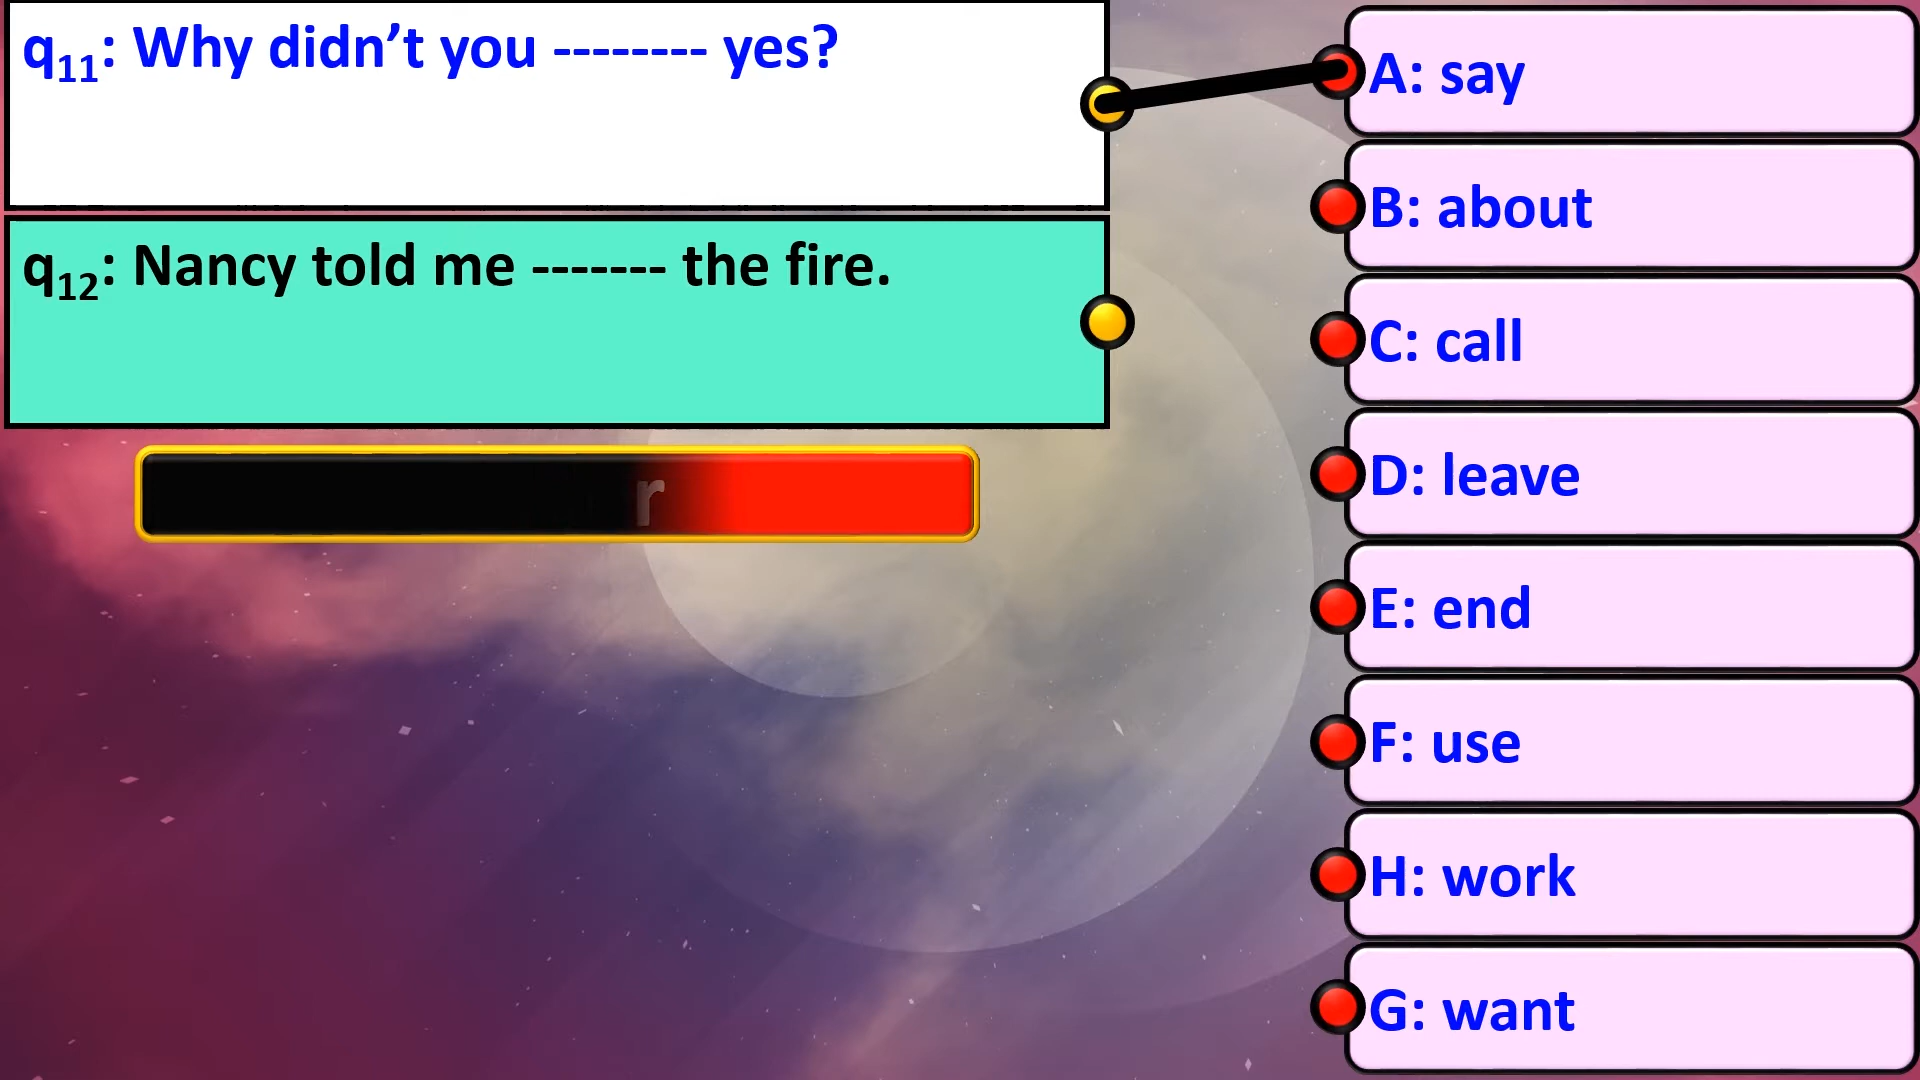 q11: Why didn’t you -------- yes?
q12: Nancy told me ------- the fire.
r
A: say
B: about
C: call
D: leave
E: end
F: use
H: work
G: want